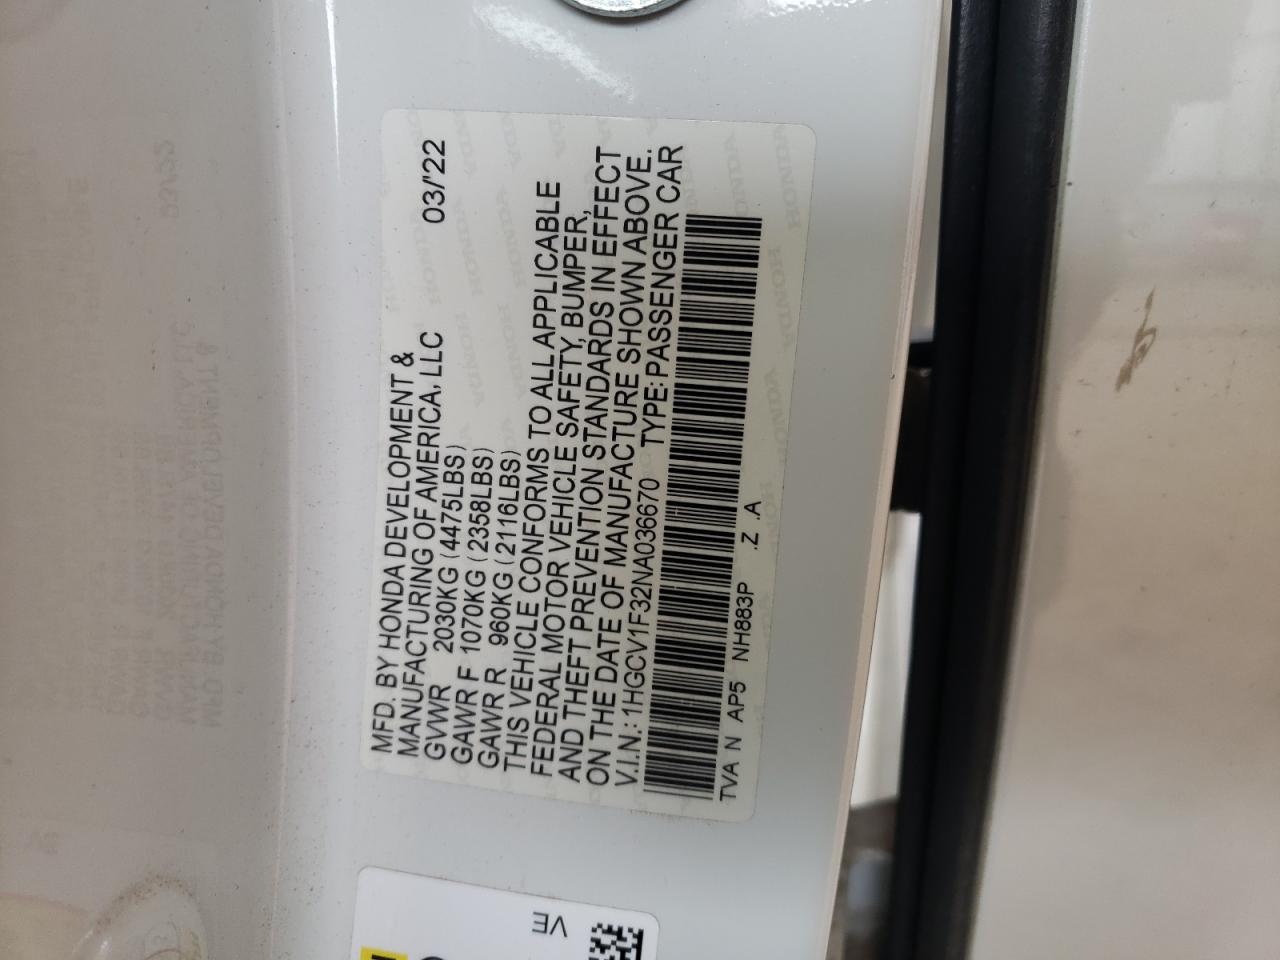 MFD. BY HONDA DEVELOPMENT &
MANUFACTURING OF AMERICA, LLC 03/'22
GVWR 2030KG (4475LBS)
GAWR F 1070KG (2358LBS)
GAWR R 960KG (2116LBS)
THIS VEHICLE CONFORMS TO ALL APPLICABLE
FEDERAL MOTOR VEHICLE SAFETY, BUMPER,
AND THEFT PREVENTION STANDARDS IN EFFECT
ON THE DATE OF MANUFACTURE SHOWN ABOVE.
V.I.N.: 1HGCV1F32NA036670 TYPE: PASSENGER CAR
TVA N AP5 NH883P .Z .A
VE